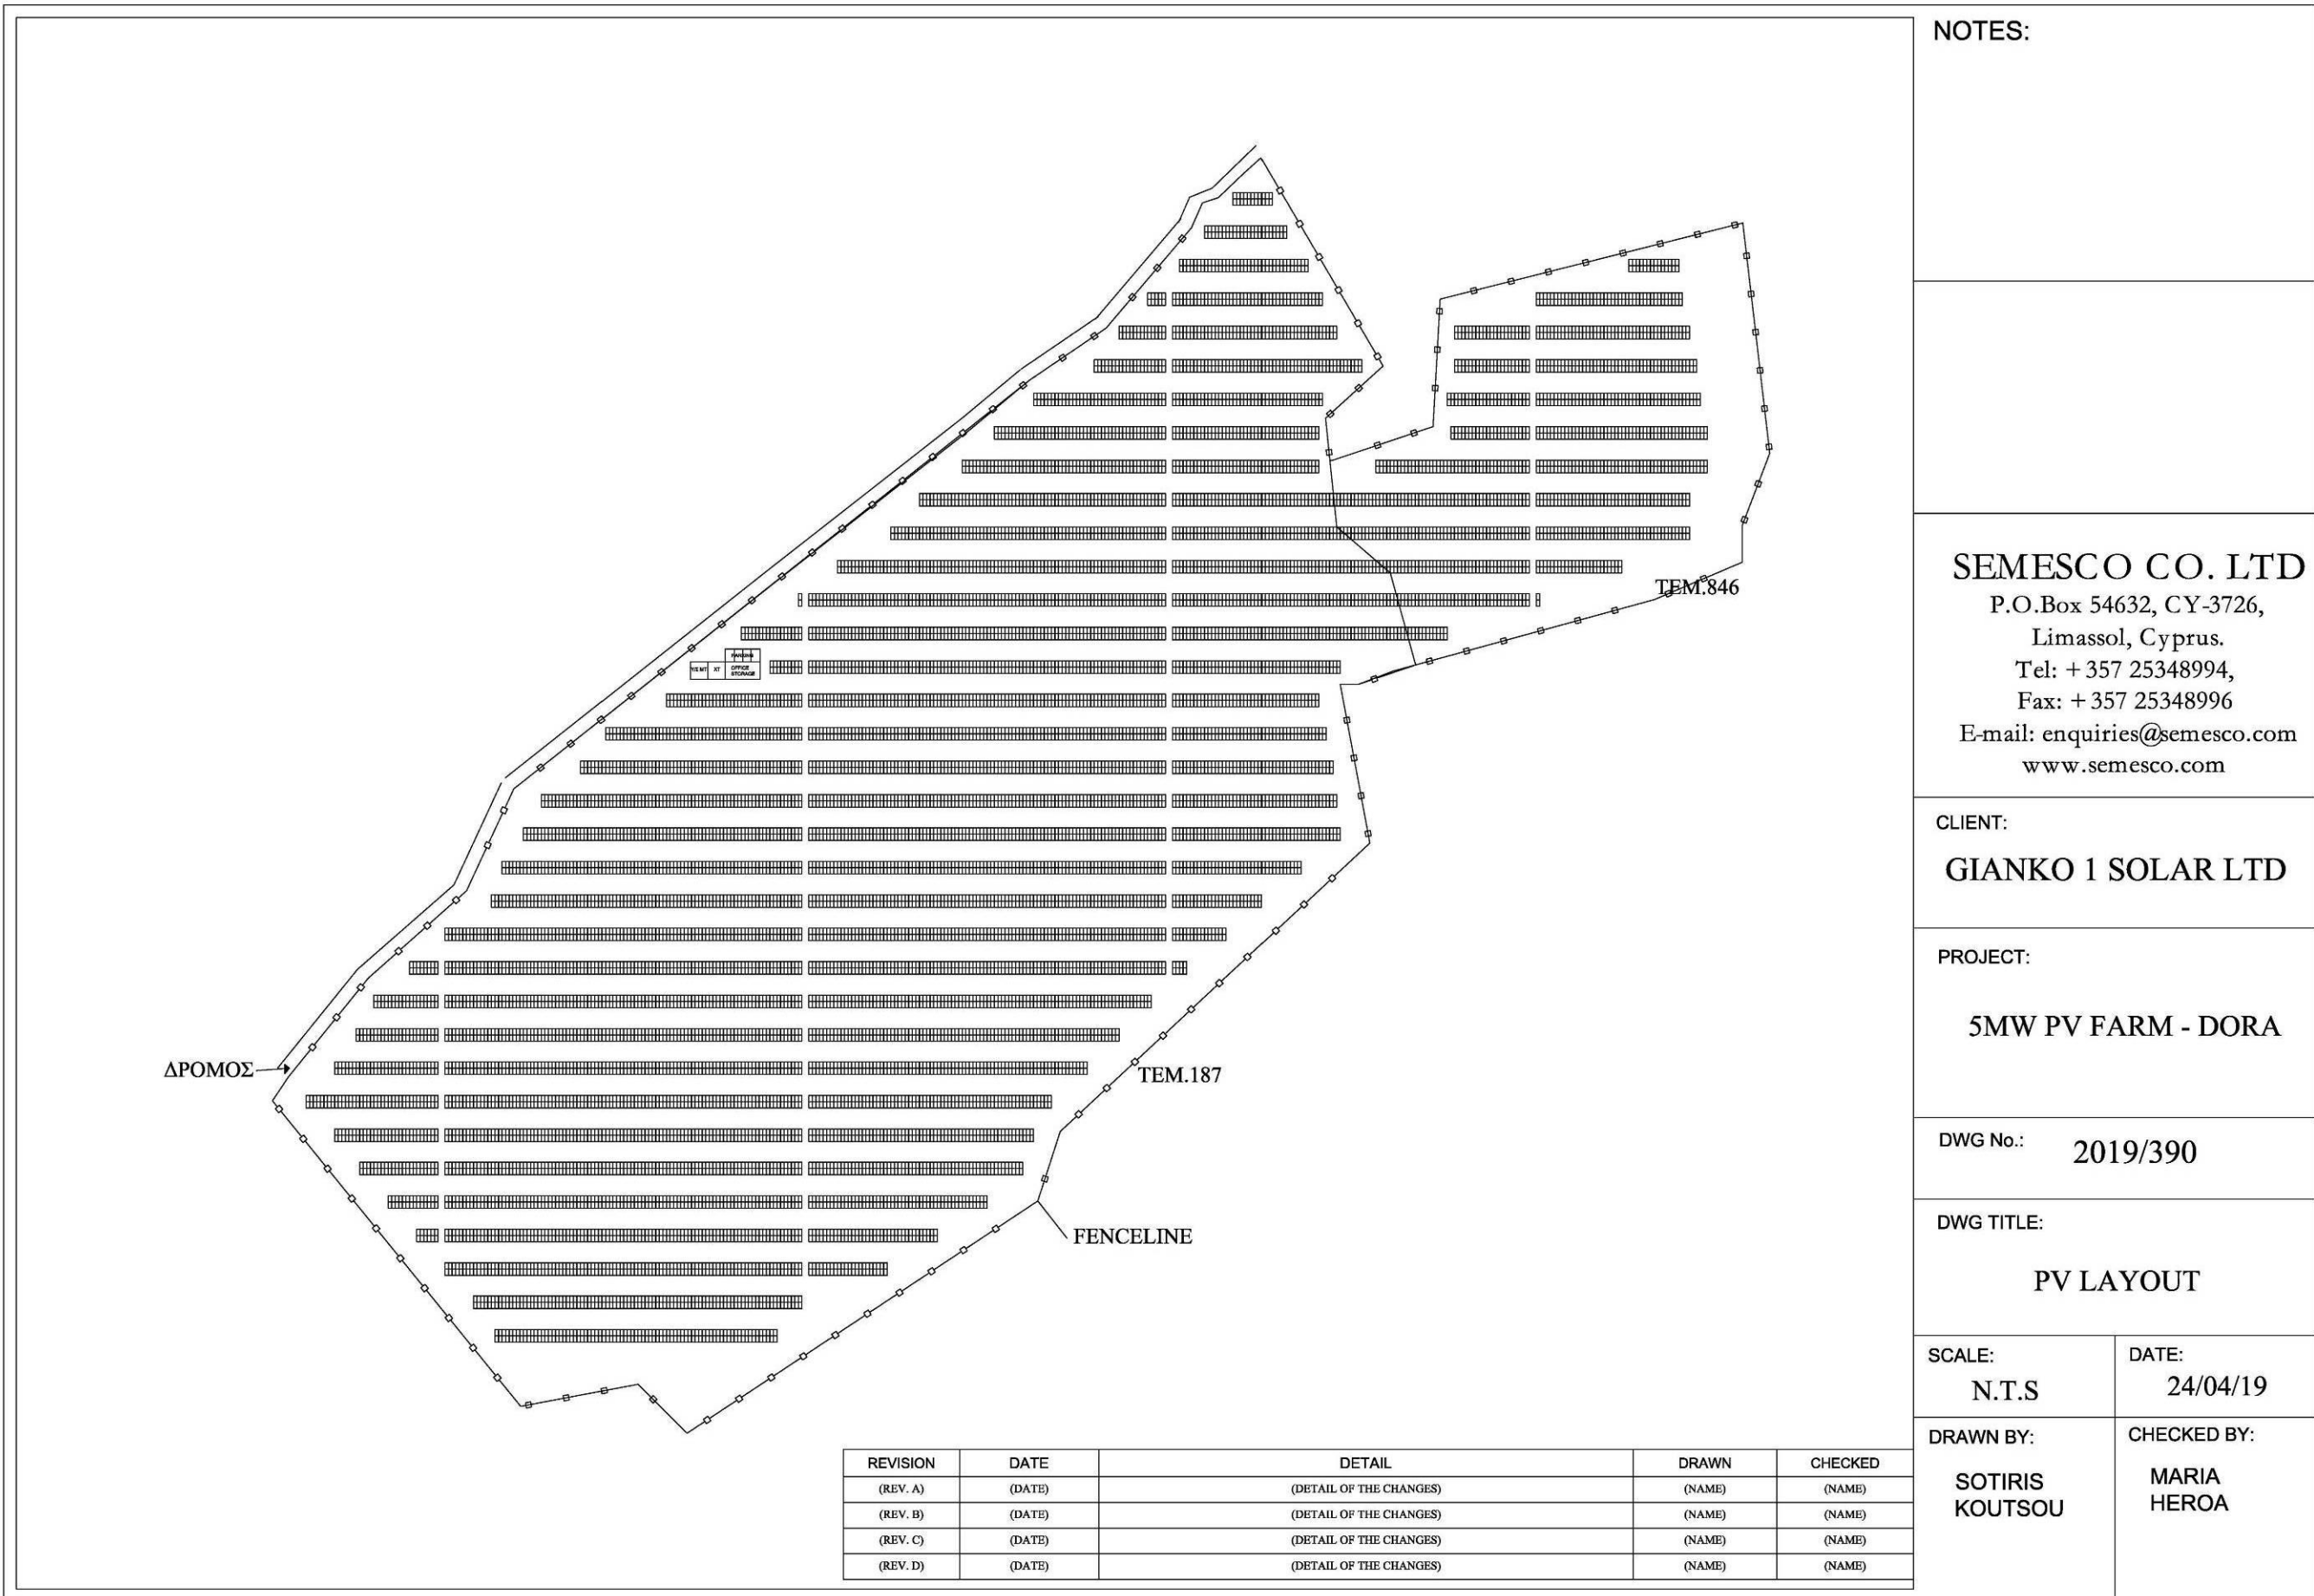 NOTES:
PARKING
Υ/Σ ΜΤ
ΧΤ
OFFICE
STORAGE
TEM.846
ΔΡΟΜΟΣ
TEM.187
FENCELINE
SEMESCO CO. LTD
P.O.Box 54632, CY-3726,
Limassol, Cyprus.
Tel: +357 25348994,
Fax: +357 25348996
E-mail: enquiries@semesco.com
www.semesco.com
CLIENT:
GIANKO 1 SOLAR LTD
PROJECT:
5MW PV FARM - DORA
DWG No.: 2019/390
DWG TITLE:
PV LAYOUT
SCALE:
N.T.S
DATE:
24/04/19
DRAWN BY:
SOTIRIS
KOUTSOU
CHECKED BY:
MARIA
HEROA
REVISION DATE DETAIL DRAWN CHECKED
(REV. A) (DATE) (DETAIL OF THE CHANGES) (NAME) (NAME)
(REV. B) (DATE) (DETAIL OF THE CHANGES) (NAME) (NAME)
(REV. C) (DATE) (DETAIL OF THE CHANGES) (NAME) (NAME)
(REV. D) (DATE) (DETAIL OF THE CHANGES) (NAME) (NAME)